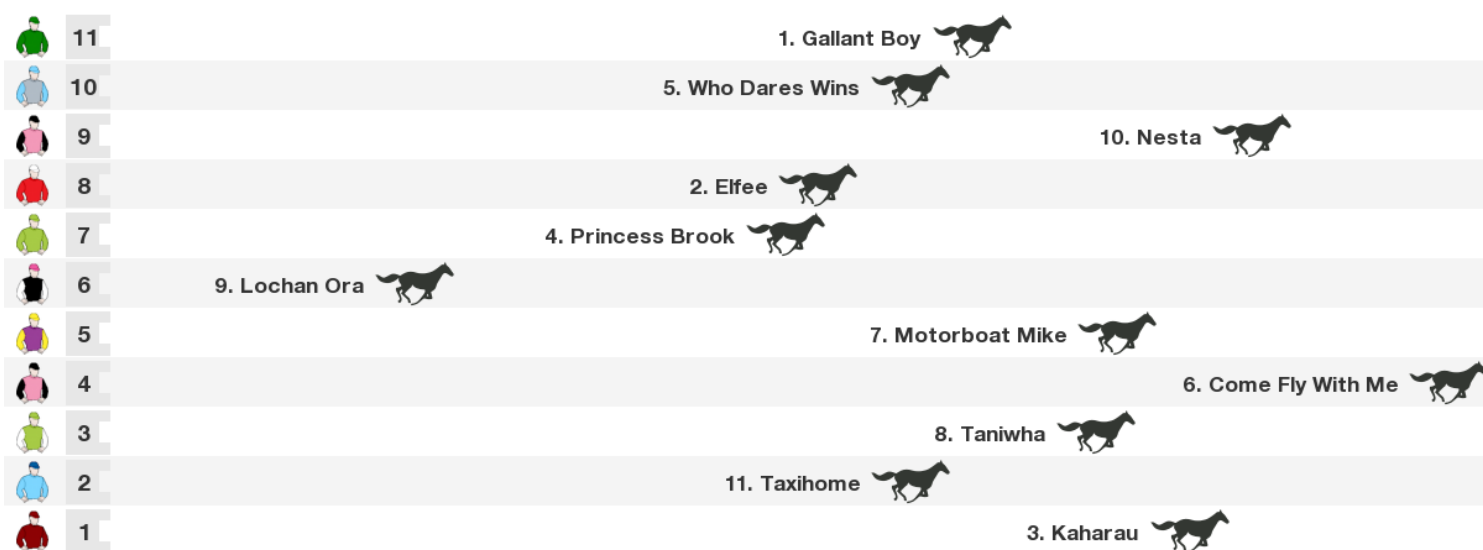 11 1. Gallant Boy
10 5. Who Dares Wins
9 10. Nesta
8 2. Elfee
7 4. Princess Brook
6 9. Lochan Ora
5 7. Motorboat Mike
4 6. Come Fly With Me
3 8. Taniwha
2 11. Taxihome
1 3. Kaharau